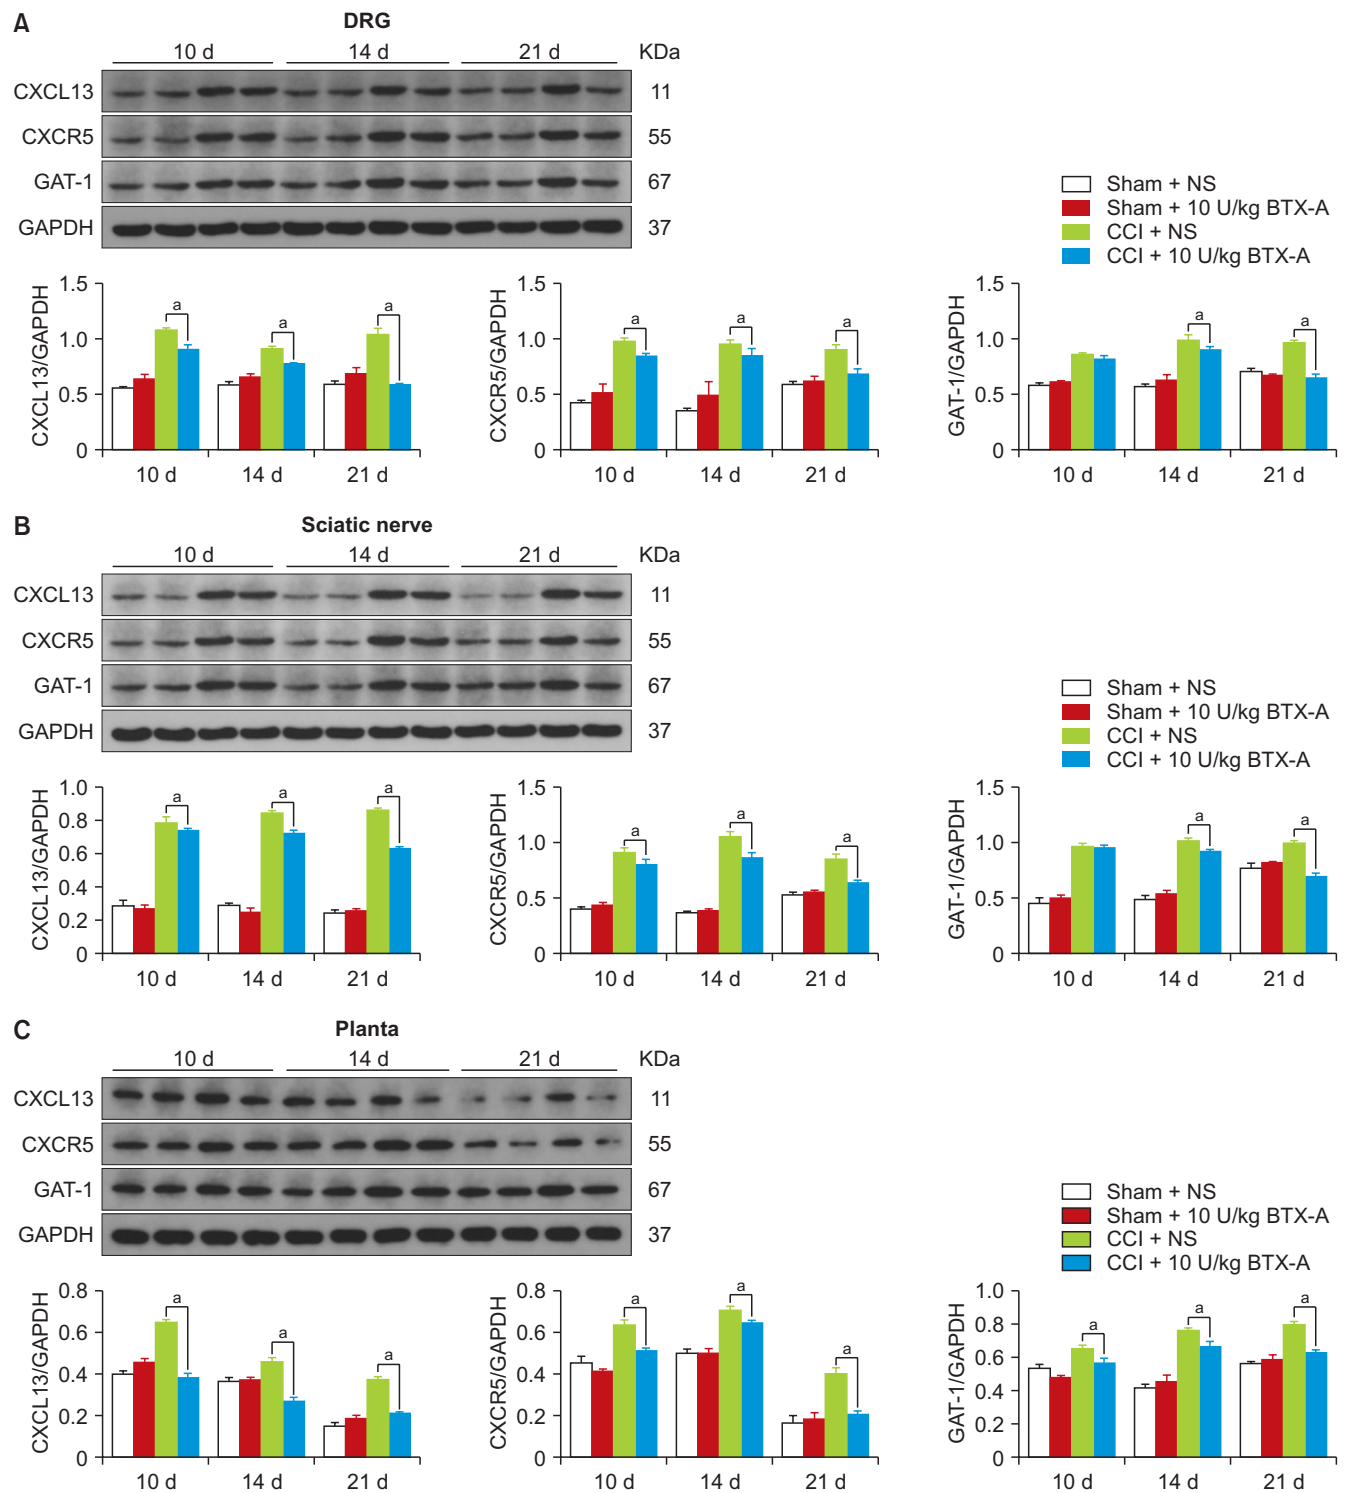 A
DRG
10 d 14 d 21 d KDa
CXCL13 11
CXCR5 55
GAT-1 67
GAPDH 37
Sham + NS
Sham + 10 U/kg BTX-A
CCI + NS
CCI + 10 U/kg BTX-A
CXCL13/GAPDH
1.5
1.0
0.5
0
a a a
10 d 14 d 21 d
CXCR5/GAPDH
1.5
1.0
0.5
0
a a a
10 d 14 d 21 d
GAT-1/GAPDH
1.5
1.0
0.5
0
a a
10 d 14 d 21 d
B
Sciatic nerve
10 d 14 d 21 d KDa
CXCL13 11
CXCR5 55
GAT-1 67
GAPDH 37
Sham + NS
Sham + 10 U/kg BTX-A
CCI + NS
CCI + 10 U/kg BTX-A
CXCL13/GAPDH
1.0
0.8
0.6
0.4
0.2
0
a a a
10 d 14 d 21 d
CXCR5/GAPDH
1.5
1.0
0.5
0
a a a
10 d 14 d 21 d
GAT-1/GAPDH
1.5
1.0
0.5
0
a a
10 d 14 d 21 d
C
Planta
10 d 14 d 21 d KDa
CXCL13 11
CXCR5 55
GAT-1 67
GAPDH 37
Sham + NS
Sham + 10 U/kg BTX-A
CCI + NS
CCI + 10 U/kg BTX-A
CXCL13/GAPDH
0.8
0.6
0.4
0.2
0
a a a
10 d 14 d 21 d
CXCR5/GAPDH
0.8
0.6
0.4
0.2
0
a a a
10 d 14 d 21 d
GAT-1/GAPDH
1.0
0.8
0.6
0.4
0.2
0
a a a
10 d 14 d 21 d